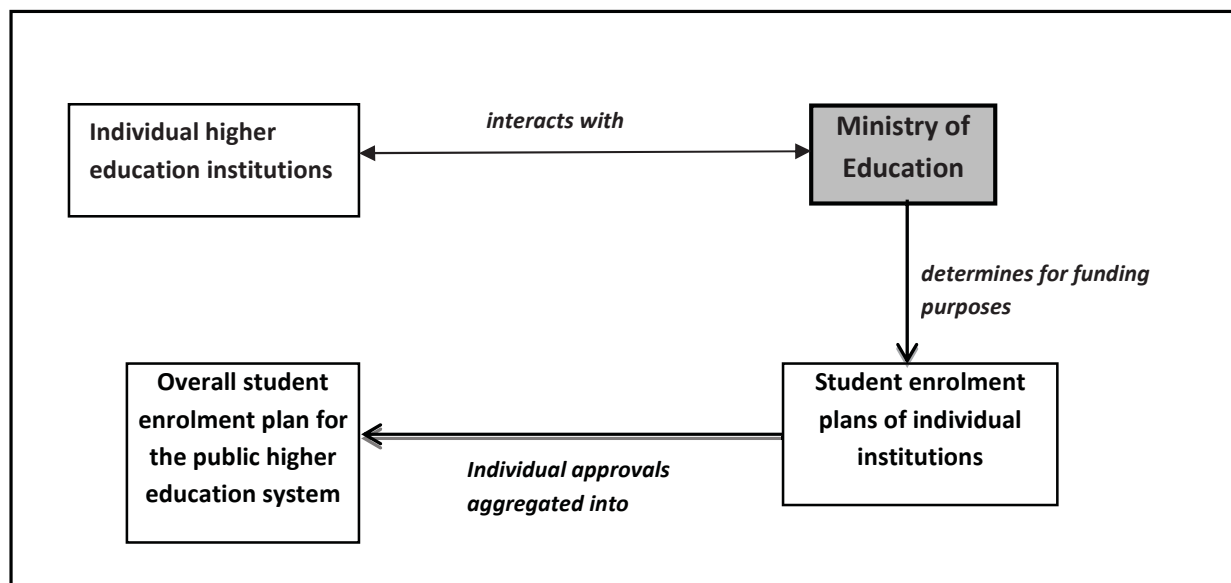 Individual higher
education institutions
interacts with
Ministry of
Education
determines for funding
purposes
Overall student
enrolment plan for
the public higher
education system
Individual approvals
aggregated into
Student enrolment
plans of individual
institutions